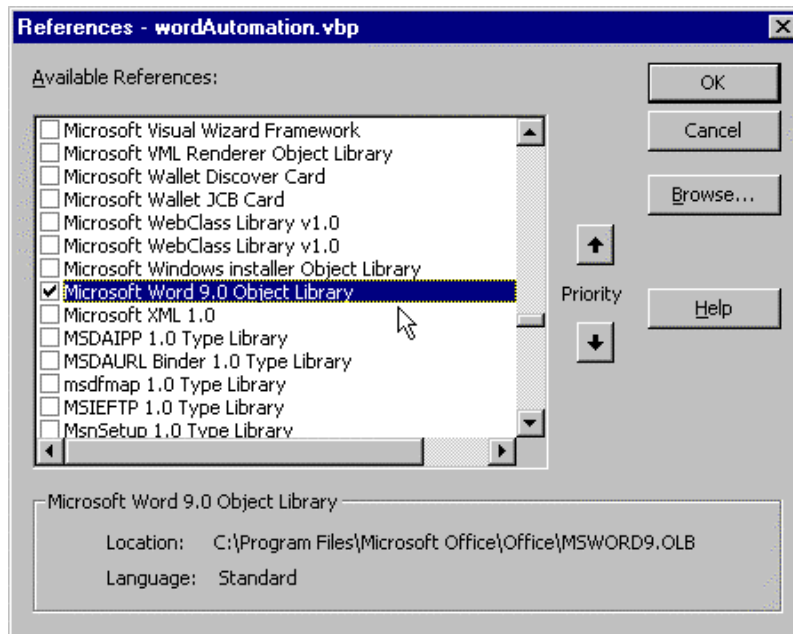 References - wordAutomation.vbp
Available References:
Microsoft Visual Wizard Framework
Microsoft VML Renderer Object Library
Microsoft Wallet Discover Card
Microsoft Wallet JCB Card
Microsoft WebClass Library v1.0
Microsoft WebClass Library v1.0
Microsoft Windows installer Object Library
Microsoft Word 9.0 Object Library
Microsoft XML 1.0
MSDAIPP 1.0 Type Library
MSDAURL Binder 1.0 Type Library
msdfmap 1.0 Type Library
MSIEFTP 1.0 Type Library
MsnSetup 1.0 Type Library
Priority
OK
Cancel
Browse...
Help
Microsoft Word 9.0 Object Library
Location: C:\Program Files\Microsoft Office\Office\MSWORD9.OLB
Language: Standard